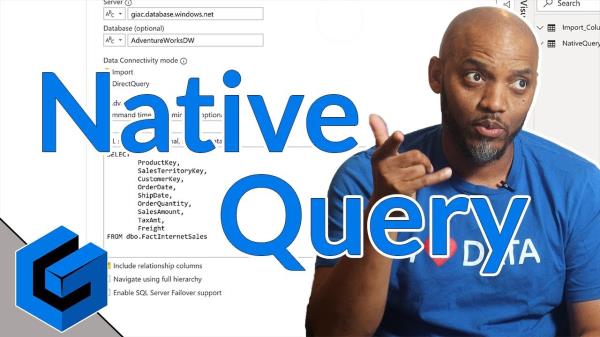 Server
giac.database.windows.net
Database (optional)
AdventureWorksDW
Data Connectivity mode
Import
DirectQuery
SELECT
ProductKey,
SalesTerritoryKey,
CustomerKey,
OrderDate,
ShipDate,
OrderQuantity,
SalesAmount,
TaxAmt,
Freight
FROM dbo.FactInternetSales
Include relationship columns
Navigate using full hierarchy
Enable SQL Server Failover support
Native
Query
DATA
Import_Colu
NativeQuery